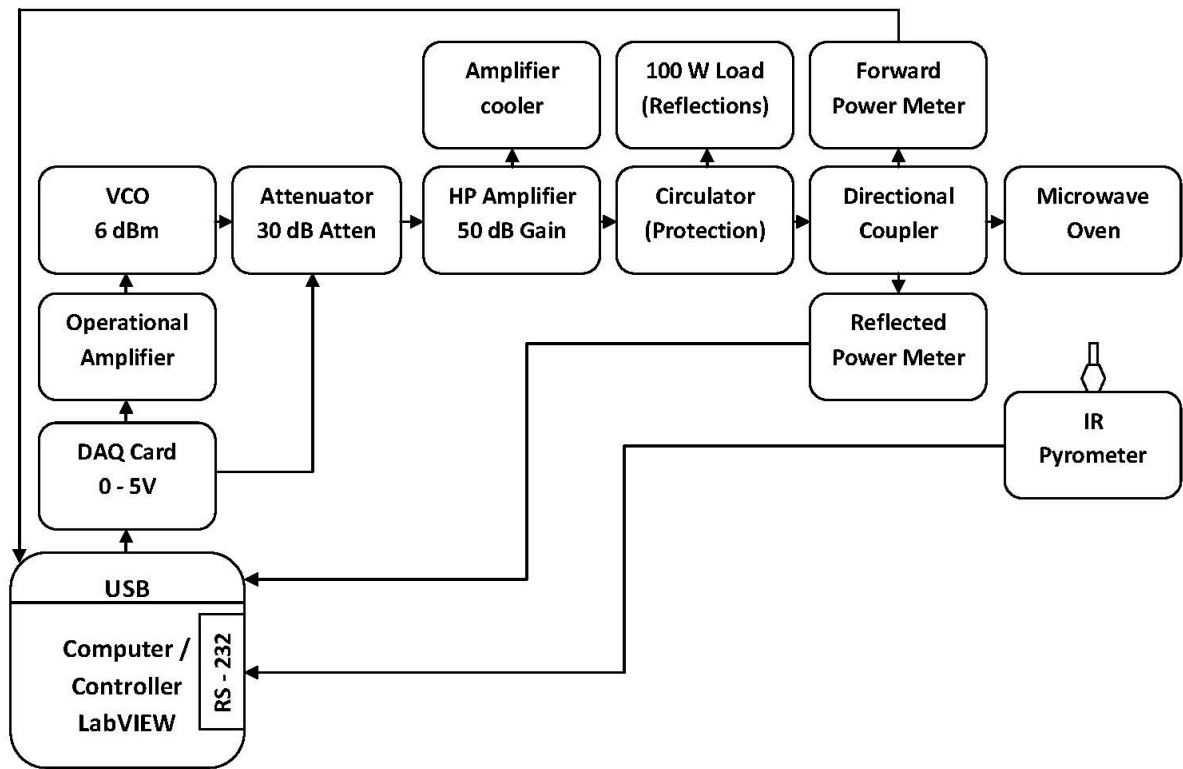 Amplifier
cooler
100 W Load
(Reflections)
Forward
Power Meter
VCO
6 dBm
Attenuator
30 dB Atten
HP Amplifier
50 dB Gain
Circulator
(Protection)
Directional
Coupler
Microwave
Oven
Operational
Amplifier
Reflected
Power Meter
IR
Pyrometer
DAQ Card
0 - 5V
USB
Computer /
Controller
LabVIEW
RS - 232